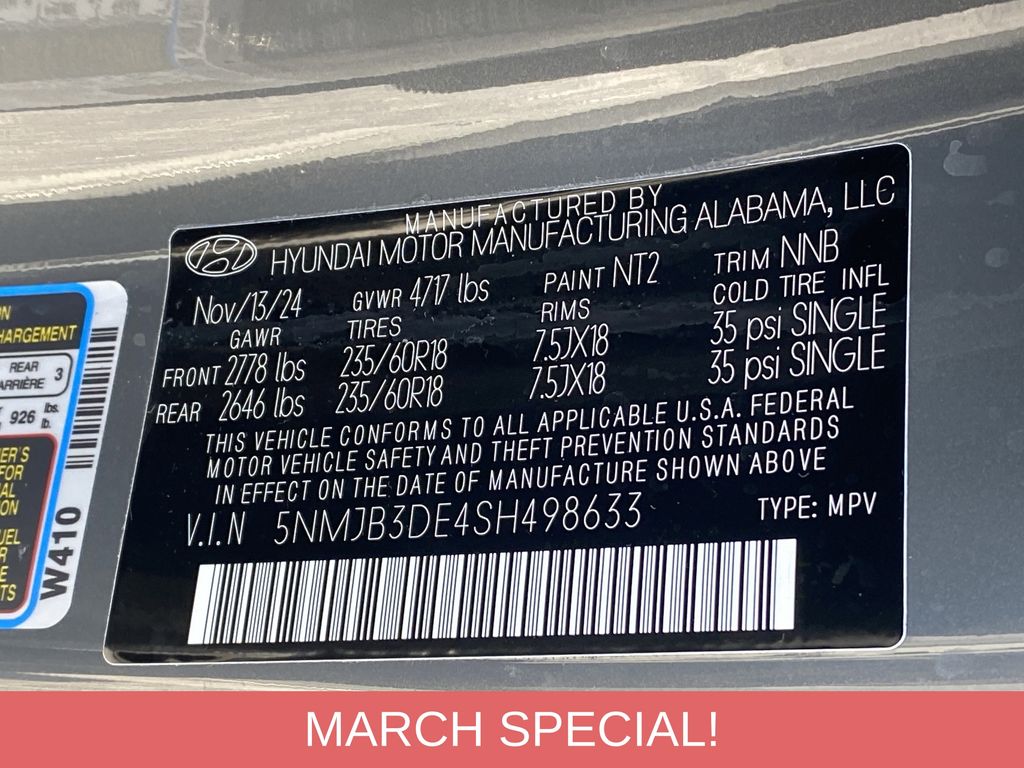 MANUFACTURED BY
HYUNDAI MOTOR MANUFACTURING ALABAMA, LLC
Nov/13/24 GVWR 4717 lbs PAINT NT2 TRIM NNB
GAWR TIRES RIMS COLD TIRE INFL
FRONT 2778 lbs 235/60R18 7.5JX18 35 psi SINGLE
REAR 2646 lbs 235/60R18 7.5JX18 35 psi SINGLE
THIS VEHICLE CONFORMS TO ALL APPLICABLE U.S.A. FEDERAL
MOTOR VEHICLE SAFETY AND THEFT PREVENTION STANDARDS
IN EFFECT ON THE DATE OF MANUFACTURE SHOWN ABOVE
V.I.N 5NMJB3DE4SH498633 TYPE: MPV
REAR 3
926 lbs.
lb.
W410
MARCH SPECIAL!